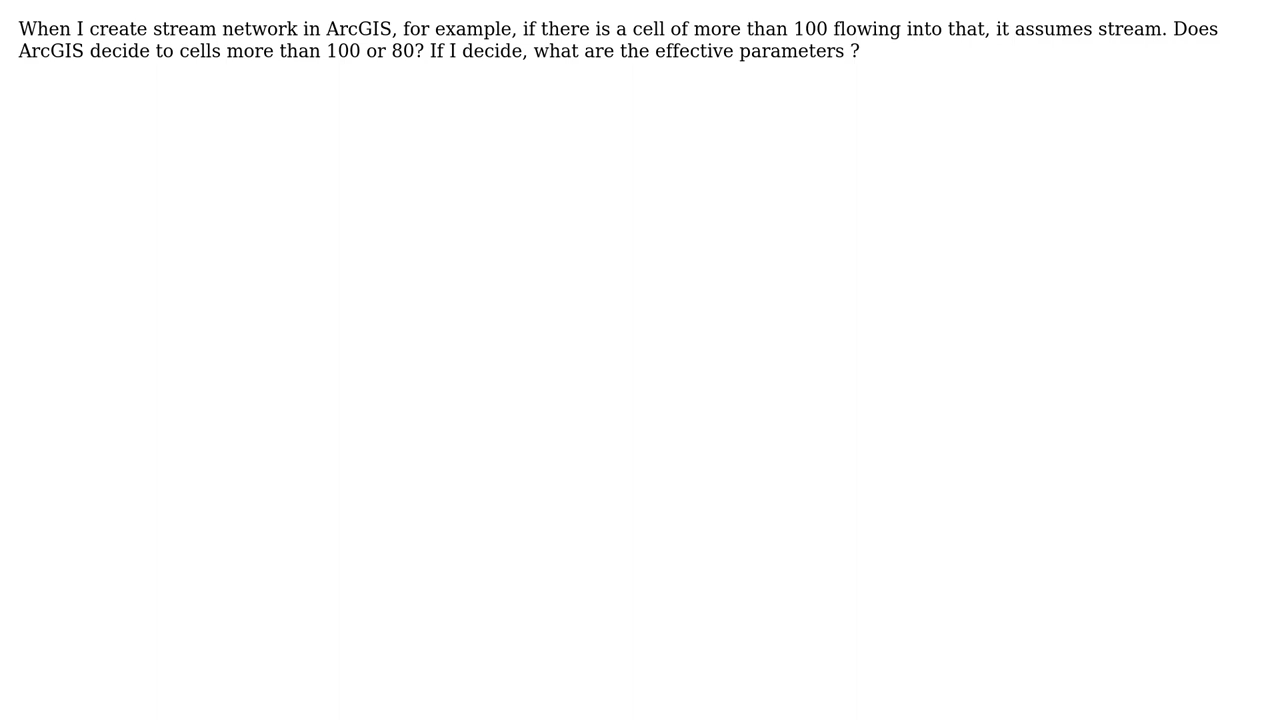 When I create stream network in ArcGIS, for example, if there is a cell of more than 100 flowing into that, it assumes stream. Does
ArcGIS decide to cells more than 100 or 80? If I decide, what are the effective parameters ?